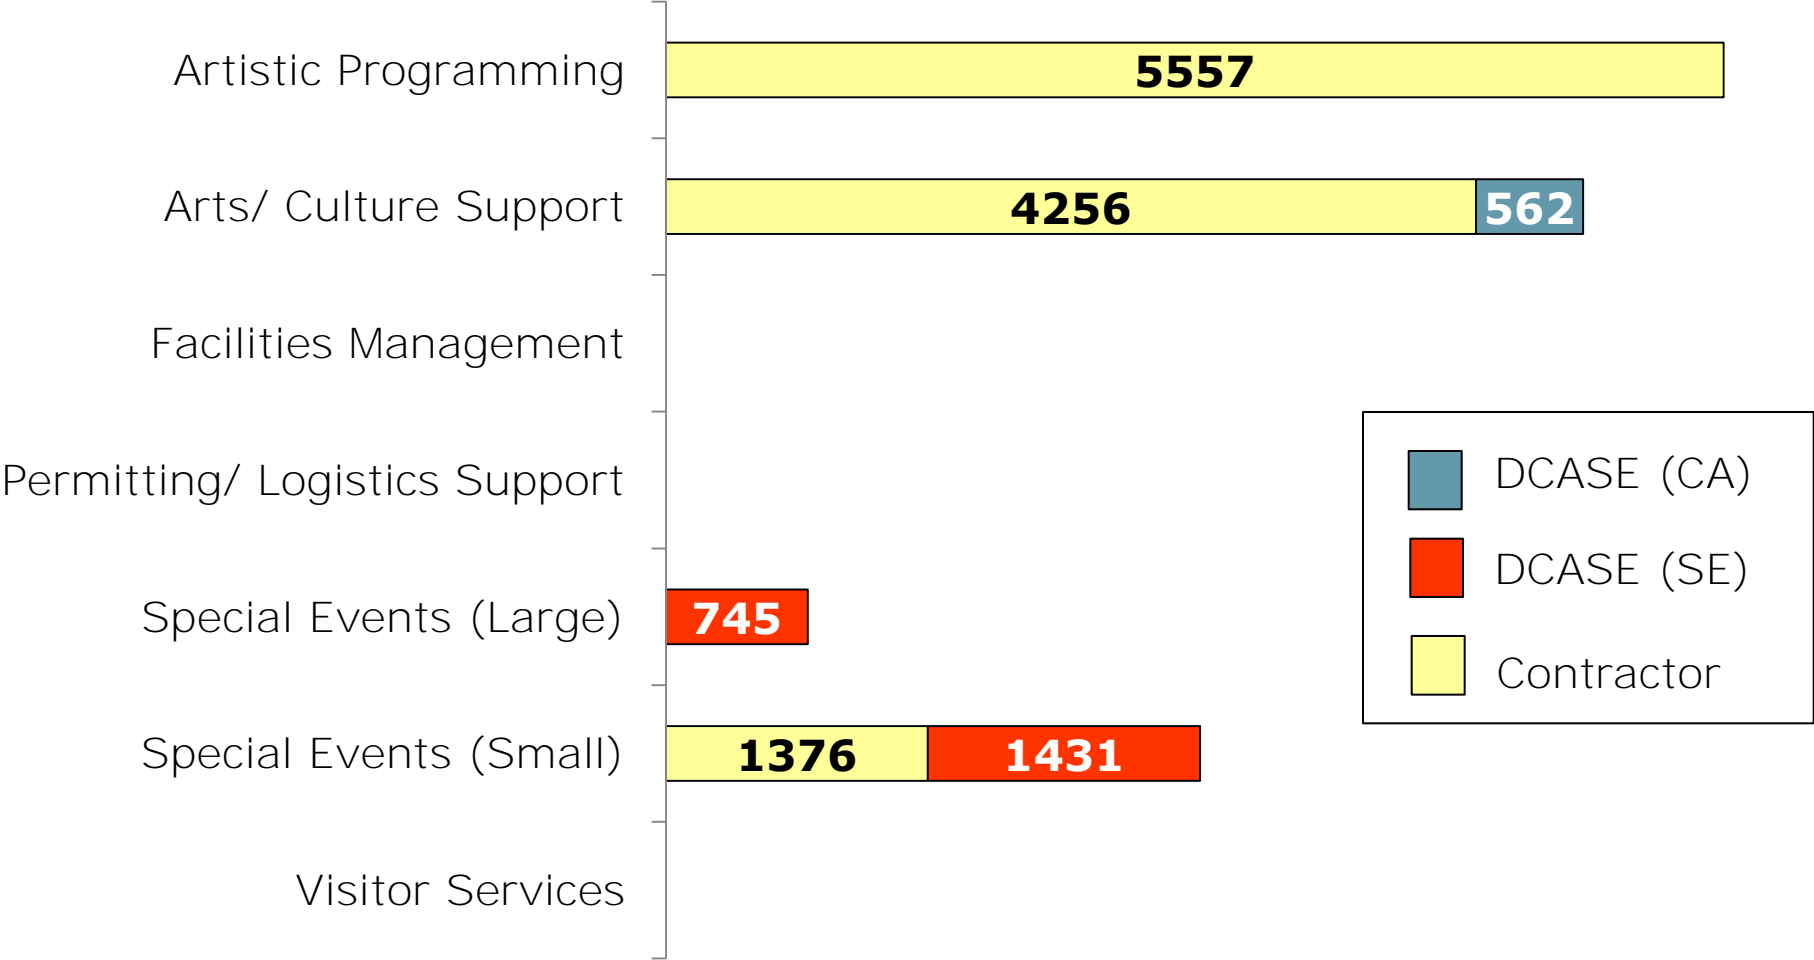 Artistic Programming
5557
Arts/ Culture Support
4256
562
Facilities Management
Permitting/ Logistics Support
DCASE (CA)
DCASE (SE)
Contractor
Special Events (Large)
745
Special Events (Small)
1376
1431
Visitor Services